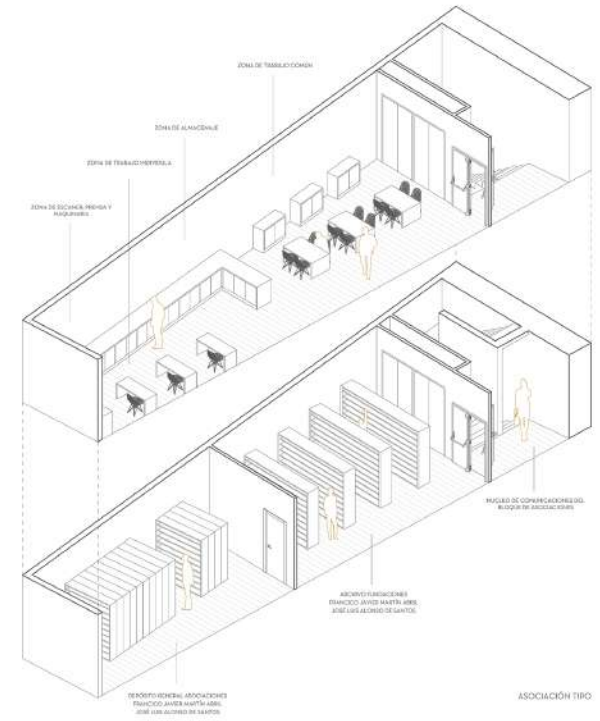 ZONA DE TRABAJO COMÚN
ZONA DE ALMACENAJE
ZONA DE TRABAJO INDIVIDUAL
ZONA DE ESCANER, PRENSA Y
MAQUINARIA
NÚCLEO DE COMUNICACIONES DEL
BLOQUE DE ASOCIACIONES
ARCHIVO FUNDACIONES
FRANCISCO JAVIER MARTÍN ABRIL
JOSÉ LUIS ALONSO DE SANTOS
DEPÓSITO GENERAL ASOCIACIONES
FRANCISCO JAVIER MARTÍN ABRIL
JOSÉ LUIS ALONSO DE SANTOS
ASOCIACIÓN TIPO